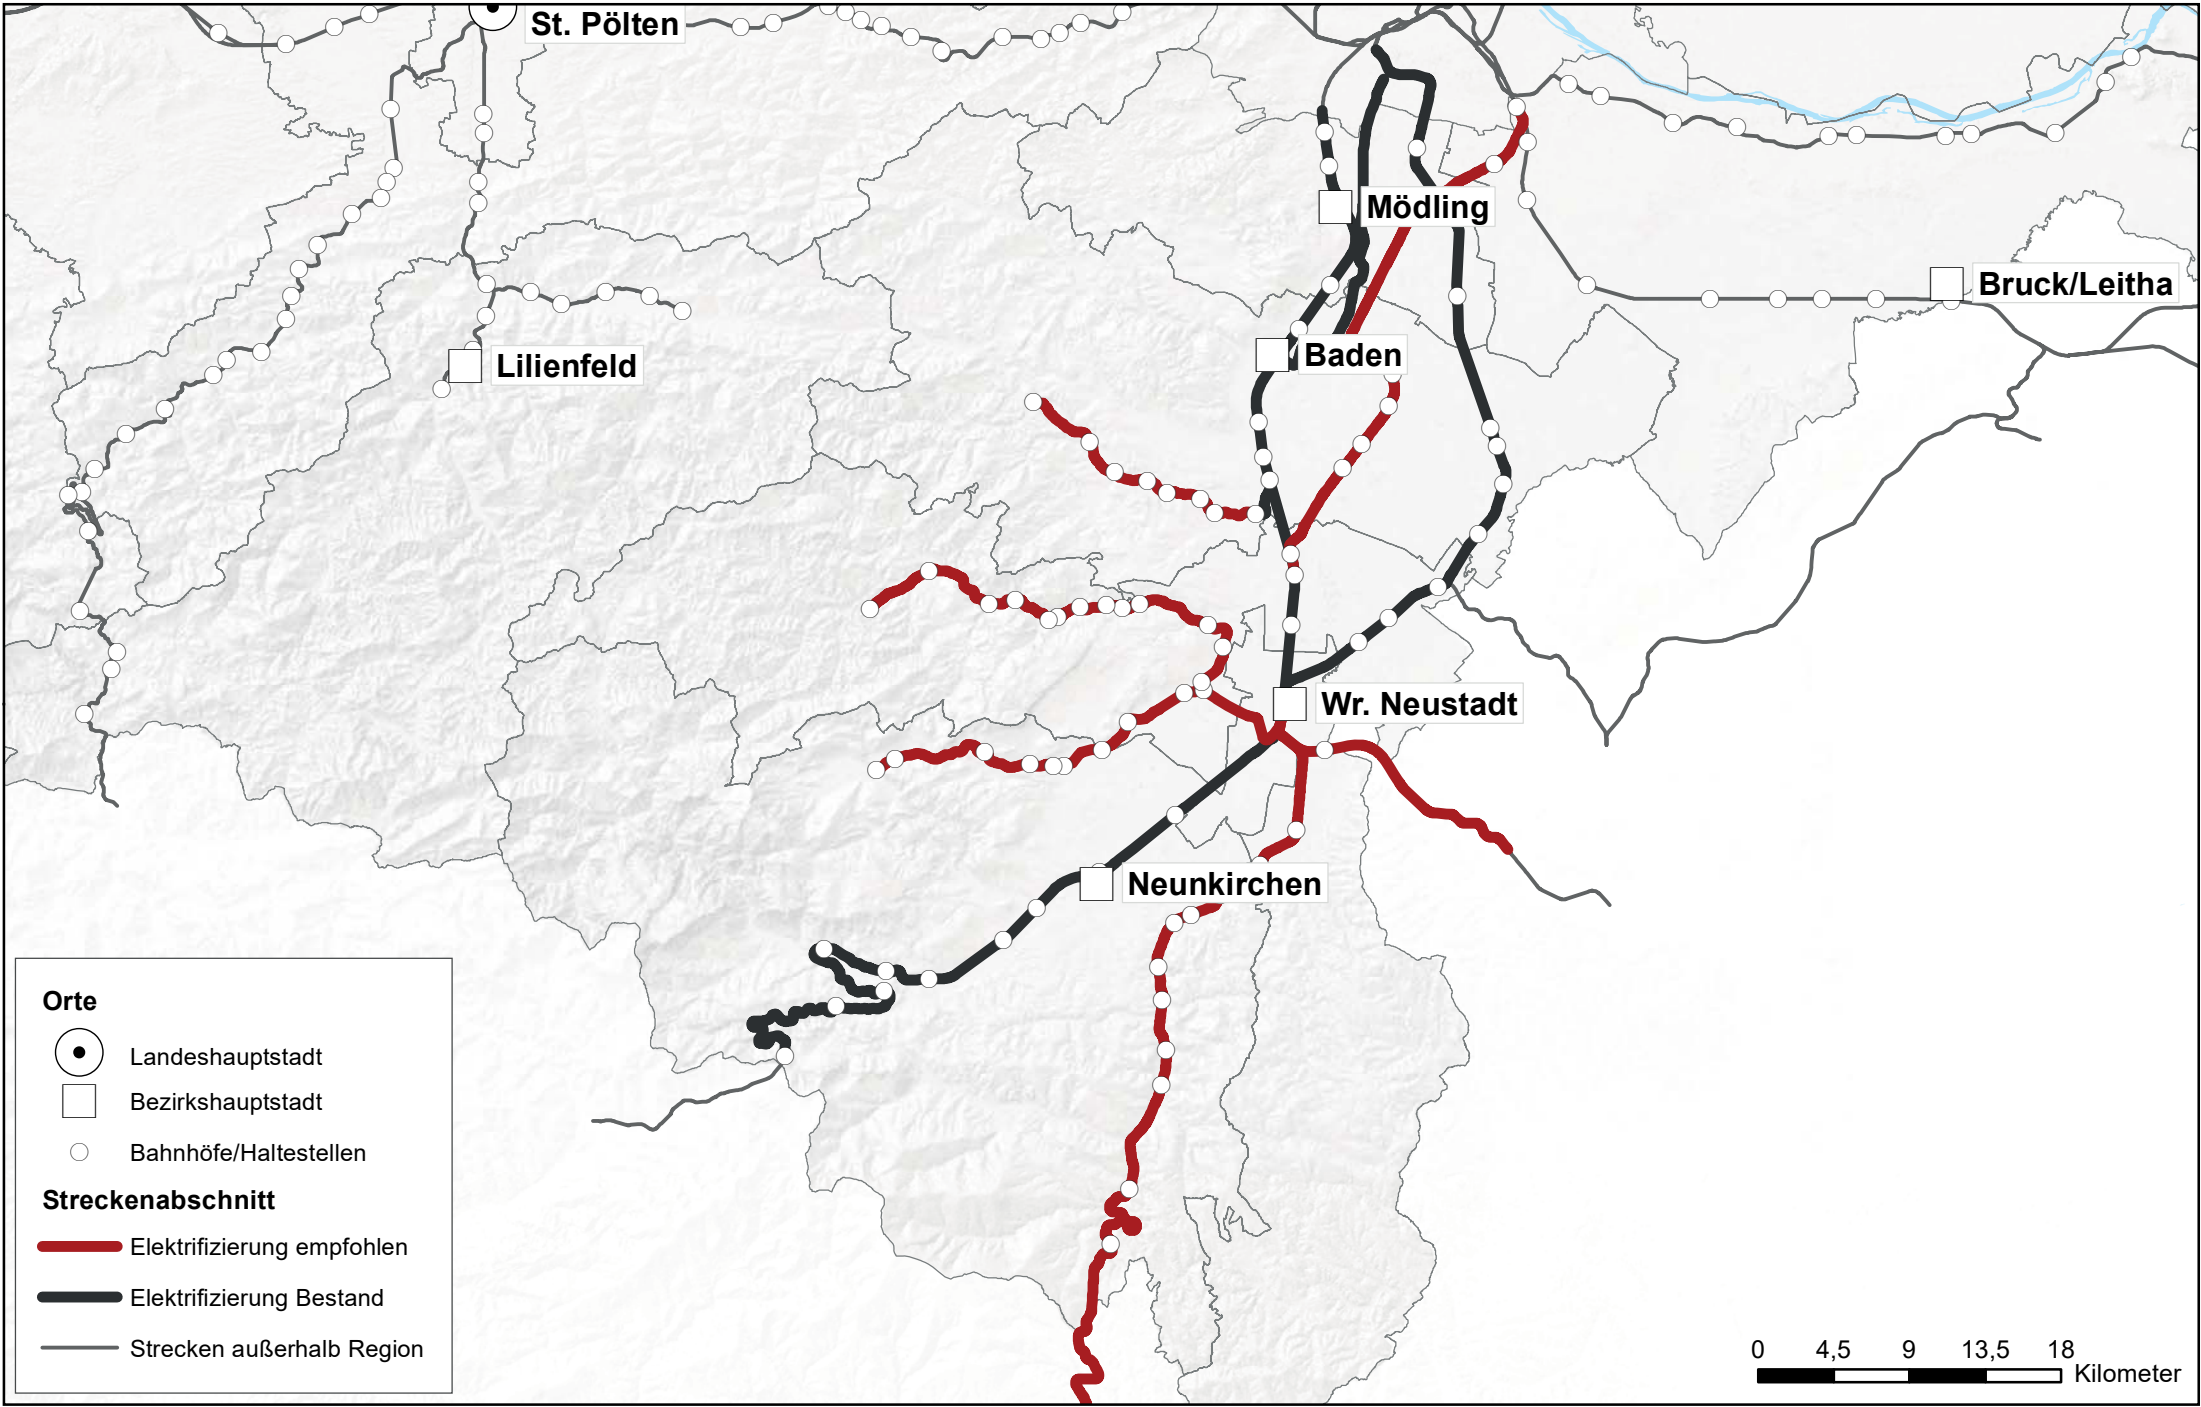 St. Pölten
Mödling
Bruck/Leitha
Lilienfeld
Baden
Wr. Neustadt
Neunkirchen
Orte
Landeshauptstadt
Bezirkshauptstadt
Bahnhöfe/Haltestellen
Streckenabschnitt
Elektrifizierung empfohlen
Elektrifizierung Bestand
Strecken außerhalb Region
0 4,5 9 13,5 18
Kilometer